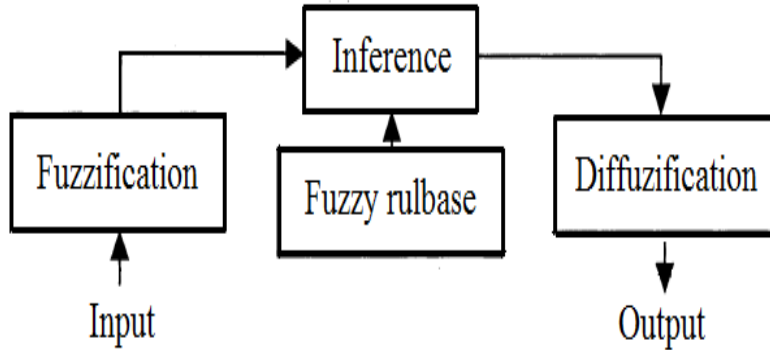 Inference
Fuzzification
Fuzzy rulbase
Diffuzification
Input
Output